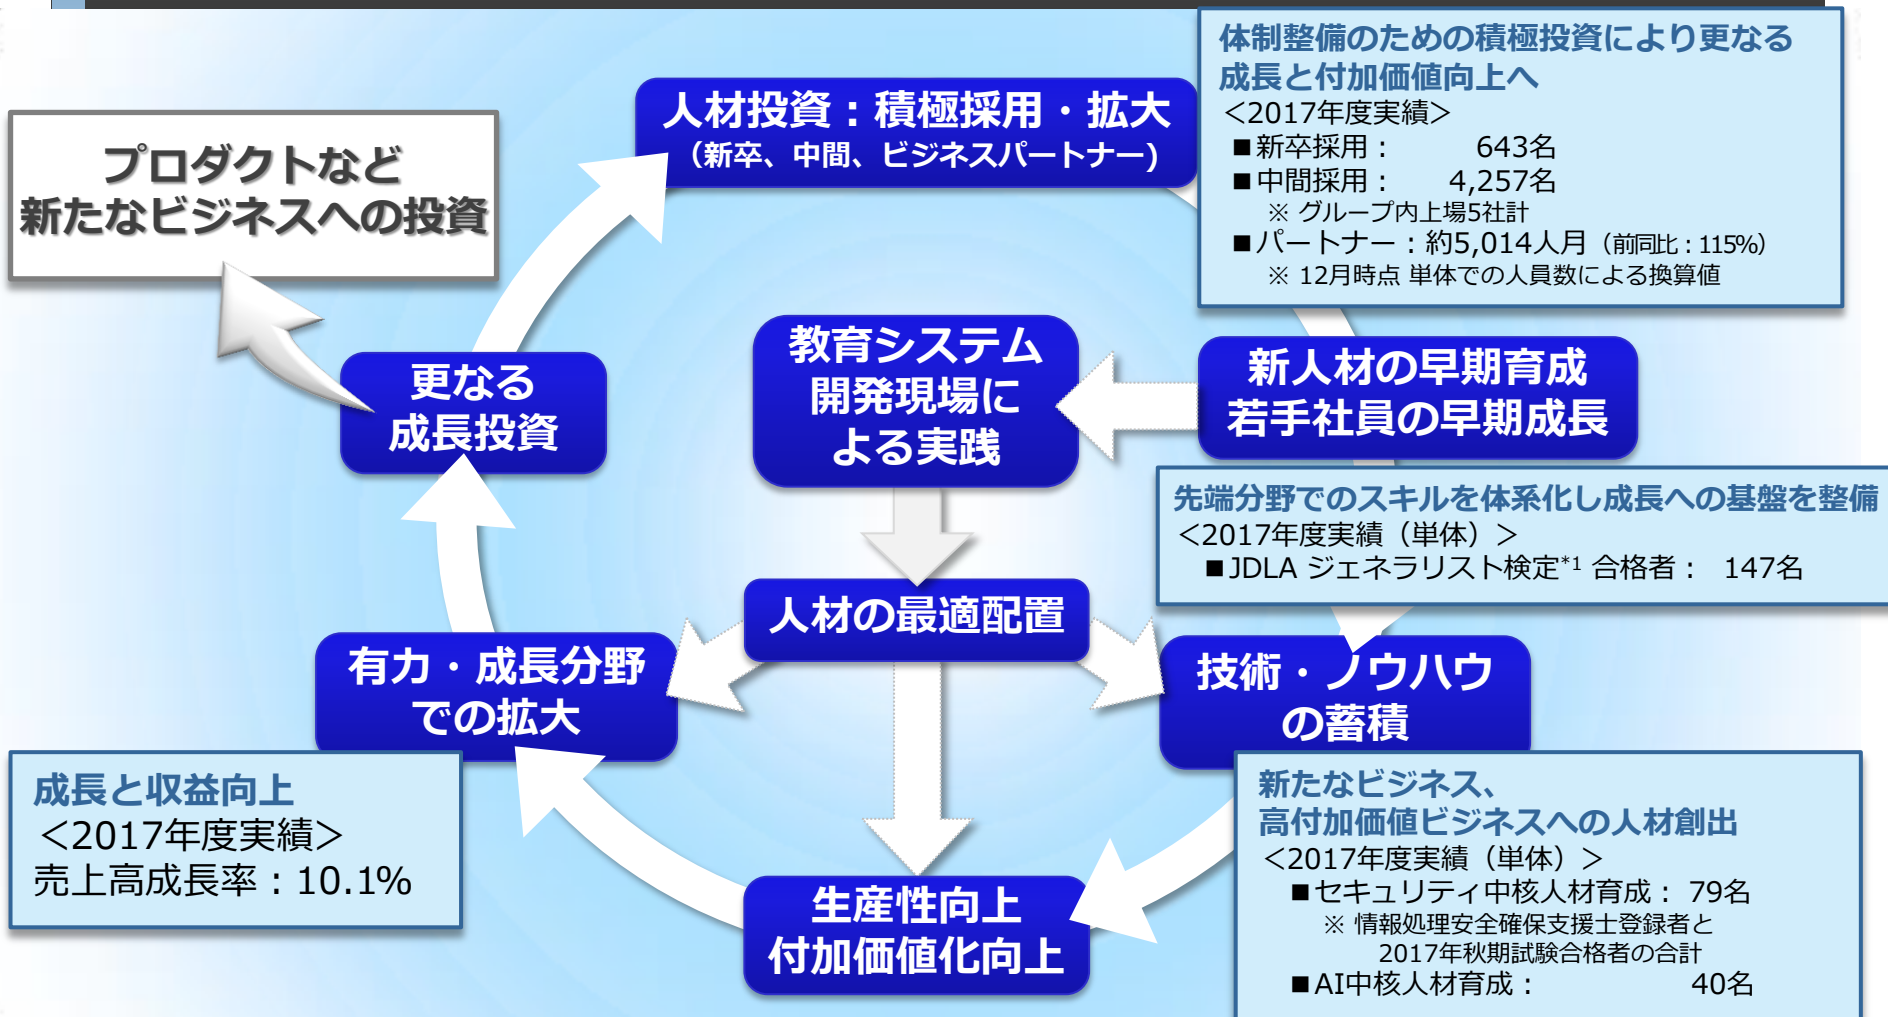 体制整備のための積極投資により更なる
成長と付加価値向上へ
＜2017年度実績＞
■新卒採用： 643名
■中間採用： 4,257名
※ グループ内上場5社計
■パートナー：約5,014人月（前同比：115%）
※ 12月時点 単体での人員数による換算値
人材投資：積極採用・拡大
（新卒、中間、ビジネスパートナー）
プロダクトなど
新たなビジネスへの投資
更なる
成長投資
教育システム
開発現場に
よる実践
新人材の早期育成
若手社員の早期成長
先端分野でのスキルを体系化し成長への基盤を整備
＜2017年度実績（単体）＞
■JDLA ジェネラリスト検定*1 合格者： 147名
人材の最適配置
有力・成長分野
での拡大
技術・ノウハウ
の蓄積
成長と収益向上
＜2017年度実績＞
売上高成長率：10.1%
生産性向上
付加価値化向上
新たなビジネス、
高付加価値ビジネスへの人材創出
＜2017年度実績（単体）＞
■セキュリティ中核人材育成： 79名
※ 情報処理安全確保支援士登録者と
2017年秋期試験合格者の合計
■AI中核人材育成： 40名